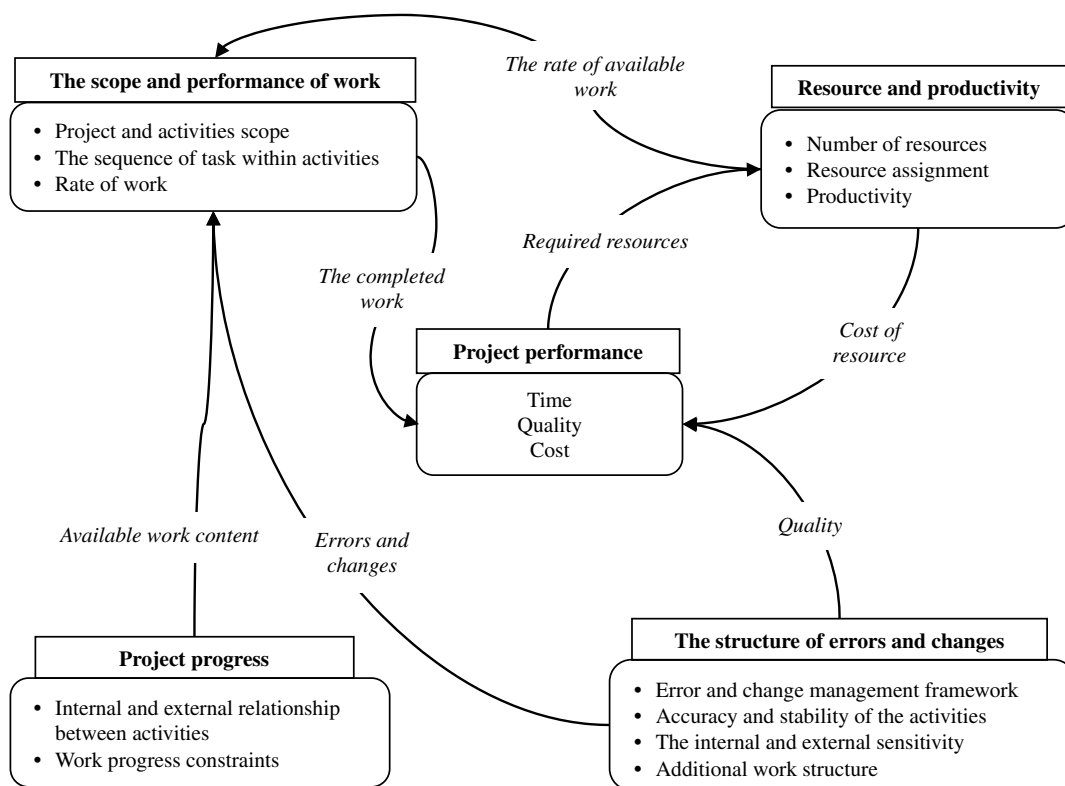 The scope and performance of work
• Project and activities scope
• The sequence of task within activities
• Rate of work
The rate of available
work
Resource and productivity
• Number of resources
• Resource assignment
• Productivity
The completed
work
Required resources
Cost of
resource
Project performance
Time
Quality
Cost
Available work content
Errors and
changes
Quality
Project progress
• Internal and external relationship
between activities
• Work progress constraints
The structure of errors and changes
• Error and change management framework
• Accuracy and stability of the activities
• The internal and external sensitivity
• Additional work structure